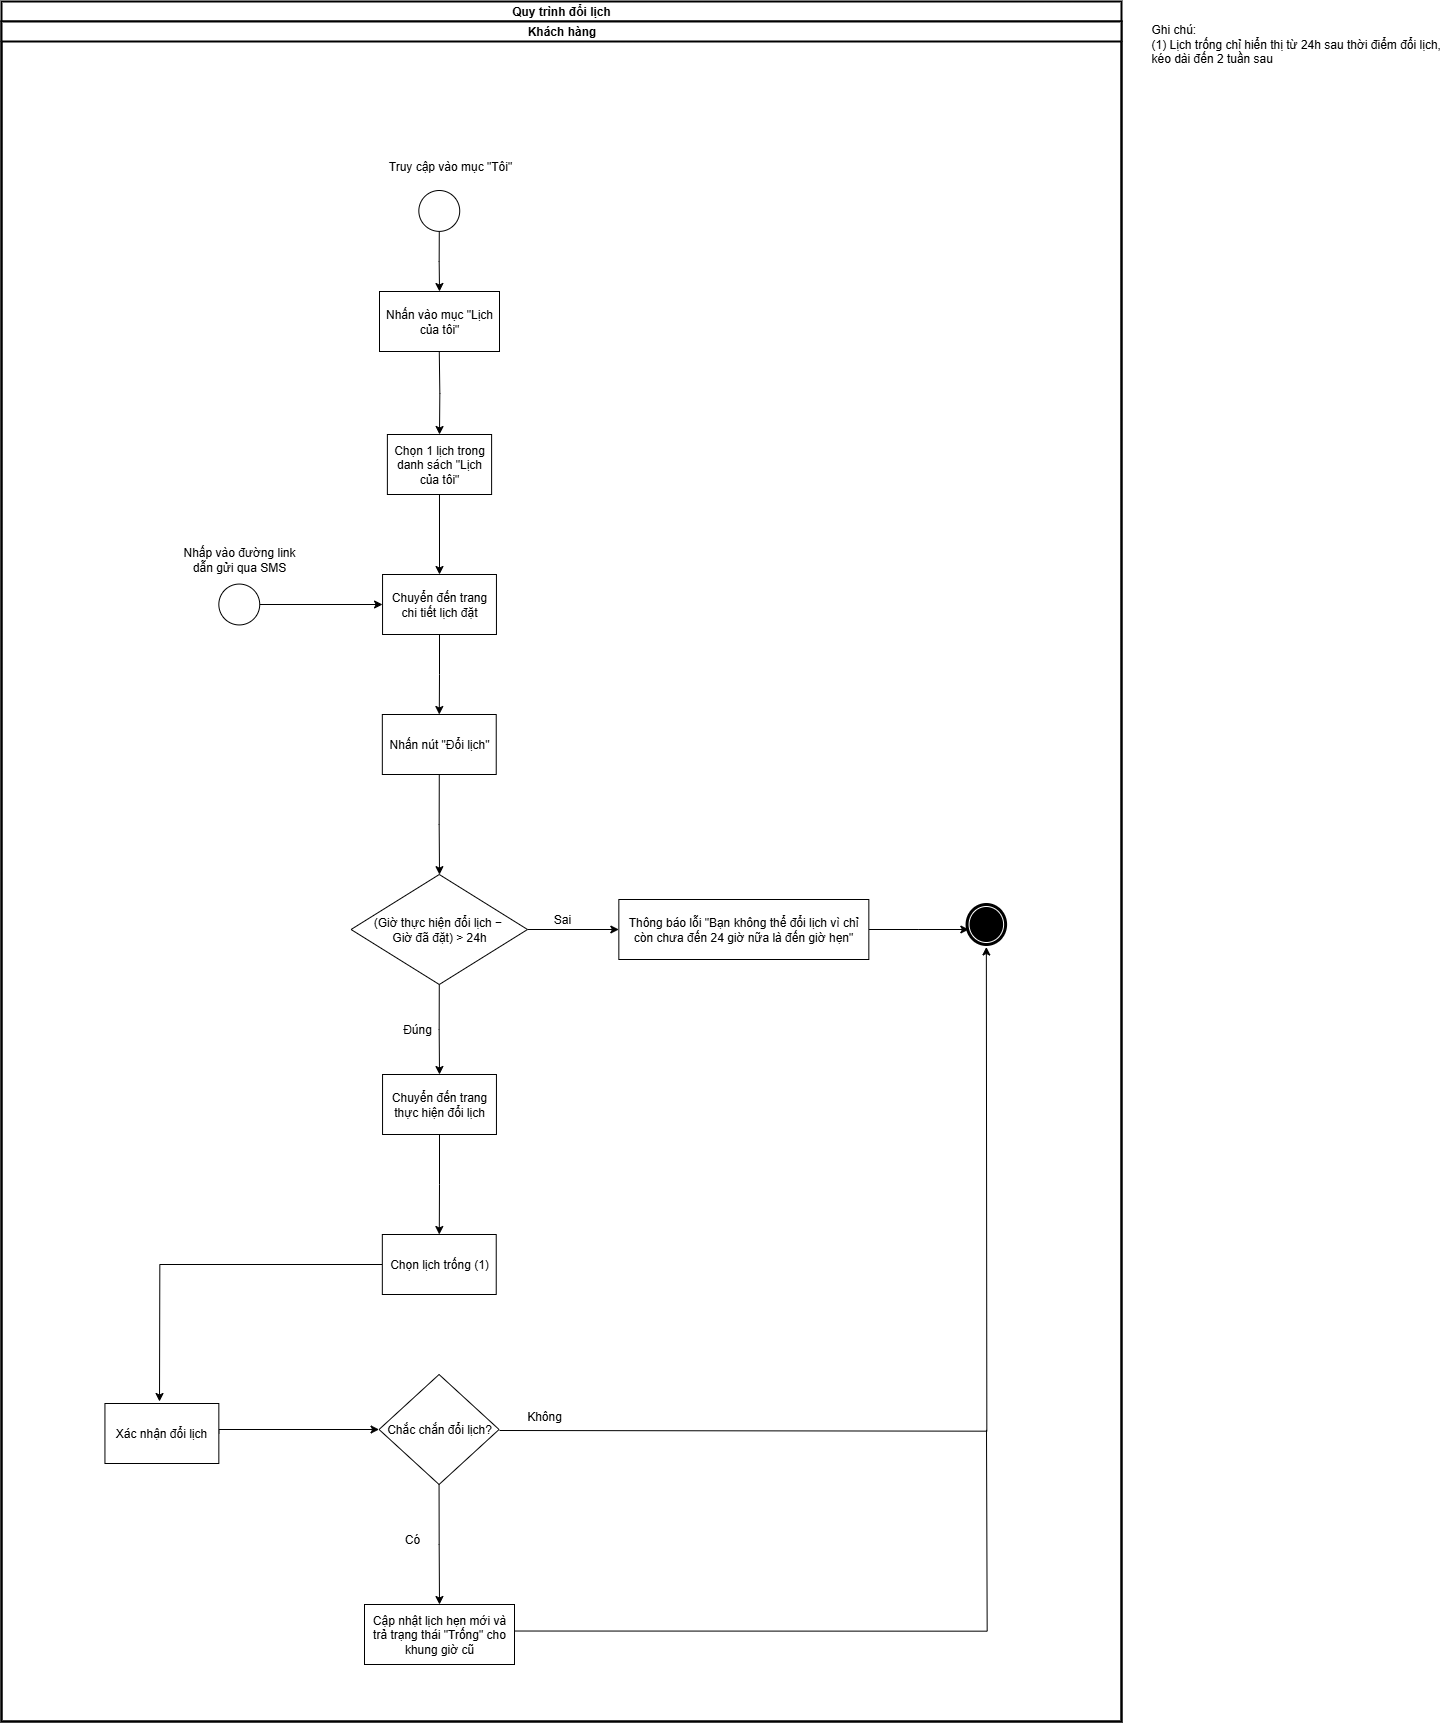 Quy trình đổi lịch
Khách hàng
Ghi chú:
(1) Lịch trống chỉ hiển thị từ 24h sau thời điểm đổi lịch,
kéo dài đến 2 tuần sau
Truy cập vào mục "Tôi"
Nhấn vào mục "Lịch
của tôi"
Chọn 1 lịch trong
danh sách "Lịch
của tôi"
Nhấp vào đường link
dẫn gửi qua SMS
Chuyển đến trang
chi tiết lịch đặt
Nhấn nút "Đổi lịch"
(Giờ thực hiện đổi lịch –
Giờ đã đặt) > 24h
Sai
Thông báo lỗi "Bạn không thể đổi lịch vì chỉ
còn chưa đến 24 giờ nữa là đến giờ hẹn"
Đúng
Chuyển đến trang
thực hiện đổi lịch
Chọn lịch trống (1)
Xác nhận đổi lịch
Chắc chắn đổi lịch?
Không
Có
Cập nhật lịch hẹn mới và
trả trạng thái "Trống" cho
khung giờ cũ